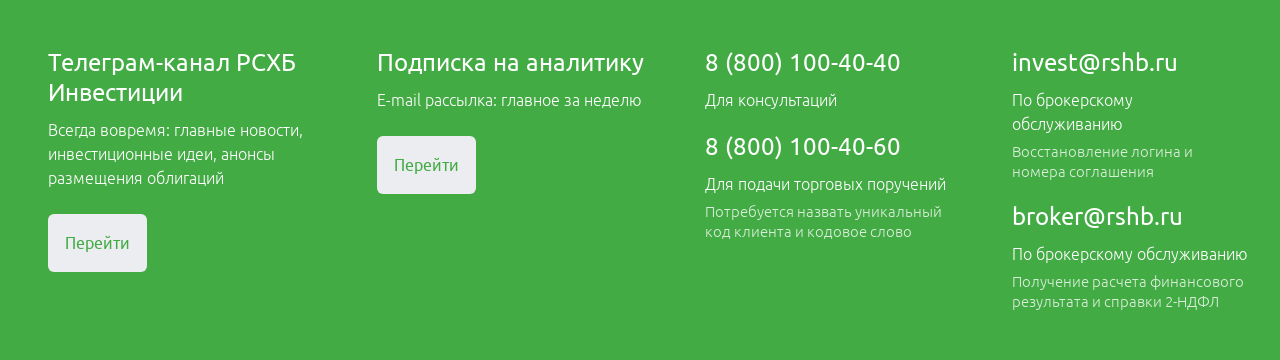 Телеграм-канал РСХБ
Инвестиции
Всегда вовремя: главные новости,
инвестиционные идеи, анонсы
размещения облигаций
Перейти
Подписка на аналитику
E-mail рассылка: главное за неделю
Перейти
8 (800) 100-40-40
Для консультаций
8 (800) 100-40-60
Для подачи торговых поручений
Потребуется назвать уникальный
код клиента и кодовое слово
invest@rshb.ru
По брокерскому
обслуживанию
Восстановление логина и
номера соглашения
broker@rshb.ru
По брокерскому обслуживанию
Получение расчета финансового
результата и справки 2-НДФЛ